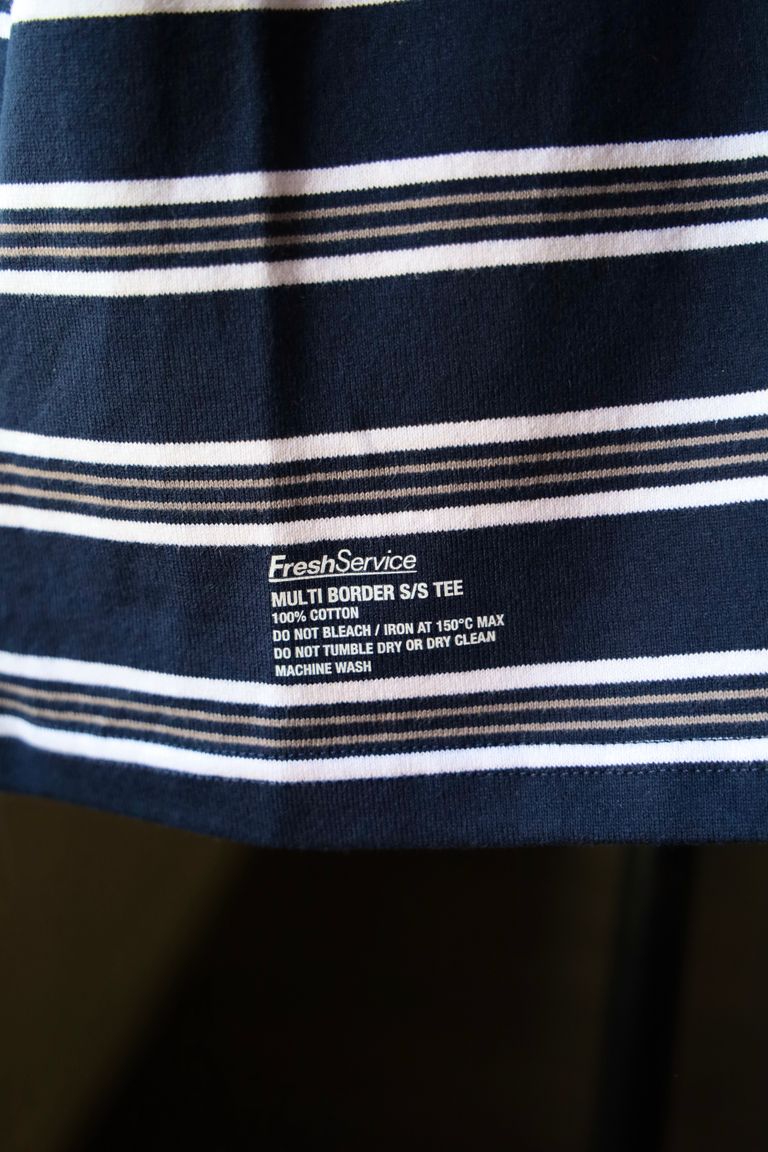 FreshService
MULTI BORDER S/S TEE
100% COTTON
DO NOT BLEACH / IRON AT 150°C MAX
DO NOT TUMBLE DRY OR DRY CLEAN
MACHINE WASH